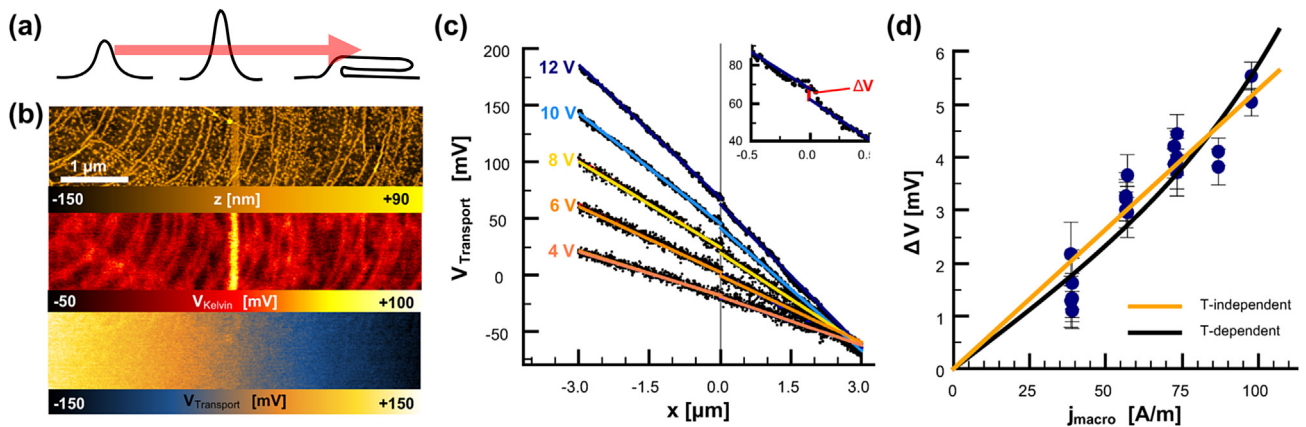 (a)
(b)
1 µm
-150 z [nm] +90
-50 V_Kelvin [mV] +100
-150 V_Transport [mV] +150
(c)
V_Transport [mV]
200
150
100
50
0
-50
12 V
10 V
8 V
6 V
4 V
-3.0 -1.5 0.0 1.5 3.0
x [µm]
80
60
40
-0.5 0.0
ΔV
(d)
ΔV [mV]
6
5
4
3
2
1
0
0 25 50 75 100
j_macro [A/m]
T-independent
T-dependent